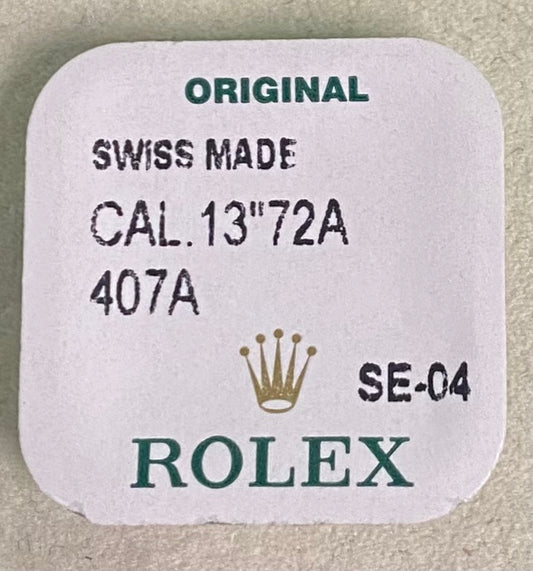 ORIGINAL
SWISS MADE
CAL.13"72A
407A
SE-04
ROLEX